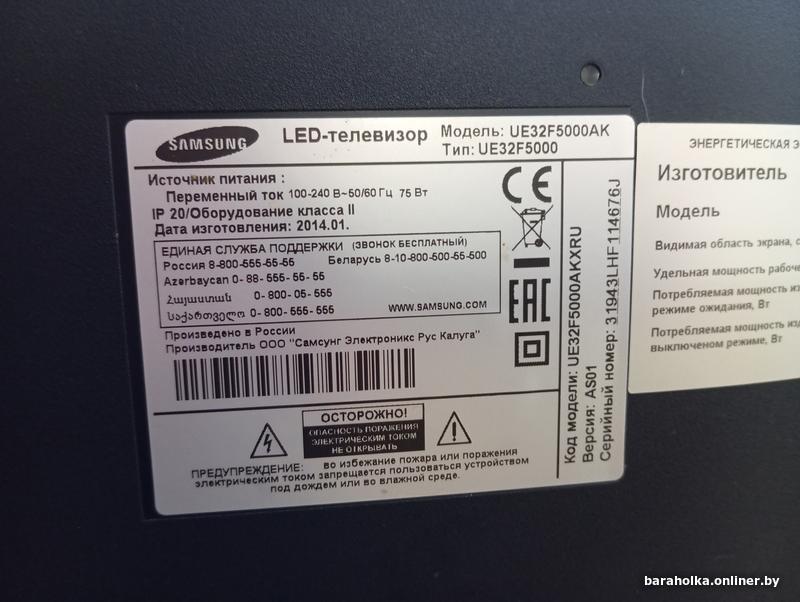 SAMSUNG
LED-телевизор
Модель: UE32F5000AK
Тип: UE32F5000
Источник питания :
Переменный ток 100-240 В~50/60 Гц 75 Вт
IP 20/Оборудование класса II
Дата изготовления: 2014.01.
ЕДИНАЯ СЛУЖБА ПОДДЕРЖКИ (ЗВОНОК БЕСПЛАТНЫЙ)
Россия 8-800-555-55-55 Беларусь 8-10-800-500-55-500
Azərbaycan 0- 88- 555- 55- 55
Հայաստան 0- 800- 05- 555
საქართველო 0- 800- 555- 555
WWW.SAMSUNG.COM
Произведено в России
Производитель ООО "Самсунг Электроникс Рус Калуга"
CE
EAC
ОСТОРОЖНО!
ОПАСНОСТЬ ПОРАЖЕНИЯ
ЭЛЕКТРИЧЕСКИМ ТОКОМ
НЕ ОТКРЫВАТЬ
ПРЕДУПРЕЖДЕНИЕ: во избежание пожара или поражения
электрическим током запрещается пользоваться устройством
под дождем или во влажной среде.
Код модели: UE32F5000AKXRU
Версия: AS01
Серийный номер: 31943LHF114676J
ЭНЕРГЕТИЧЕСКАЯ
Изготовитель
Модель
Видимая область экрана,
Удельная мощность
Потребляемая мощность
режиме ожидания, Вт
Потребляемая мощность
выключеном режиме, Вт
baraholka.onliner.by